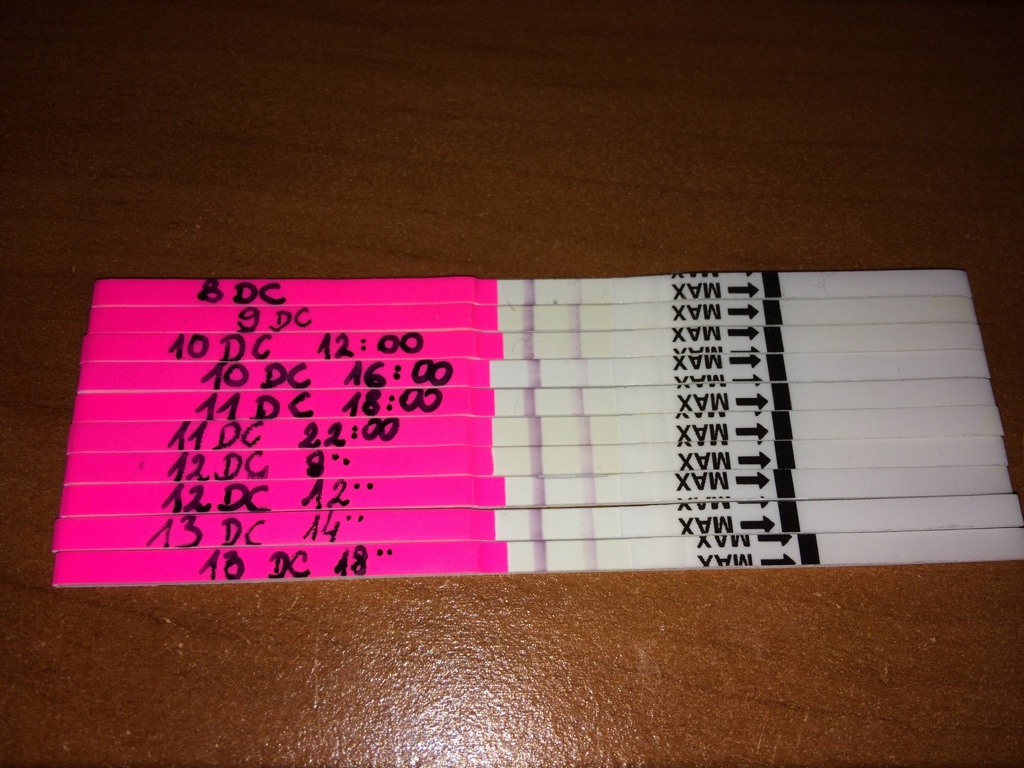 8 DC MAX
9 DC MAX
10 DC 12:00 MAX
10 DC 16:00 MAX
11 DC 18:00 MAX
11 DC 22:00 MAX
12 DC 8°° MAX
12 DC 12°° MAX
13 DC 14°° MAX
13 DC 18°° MAX